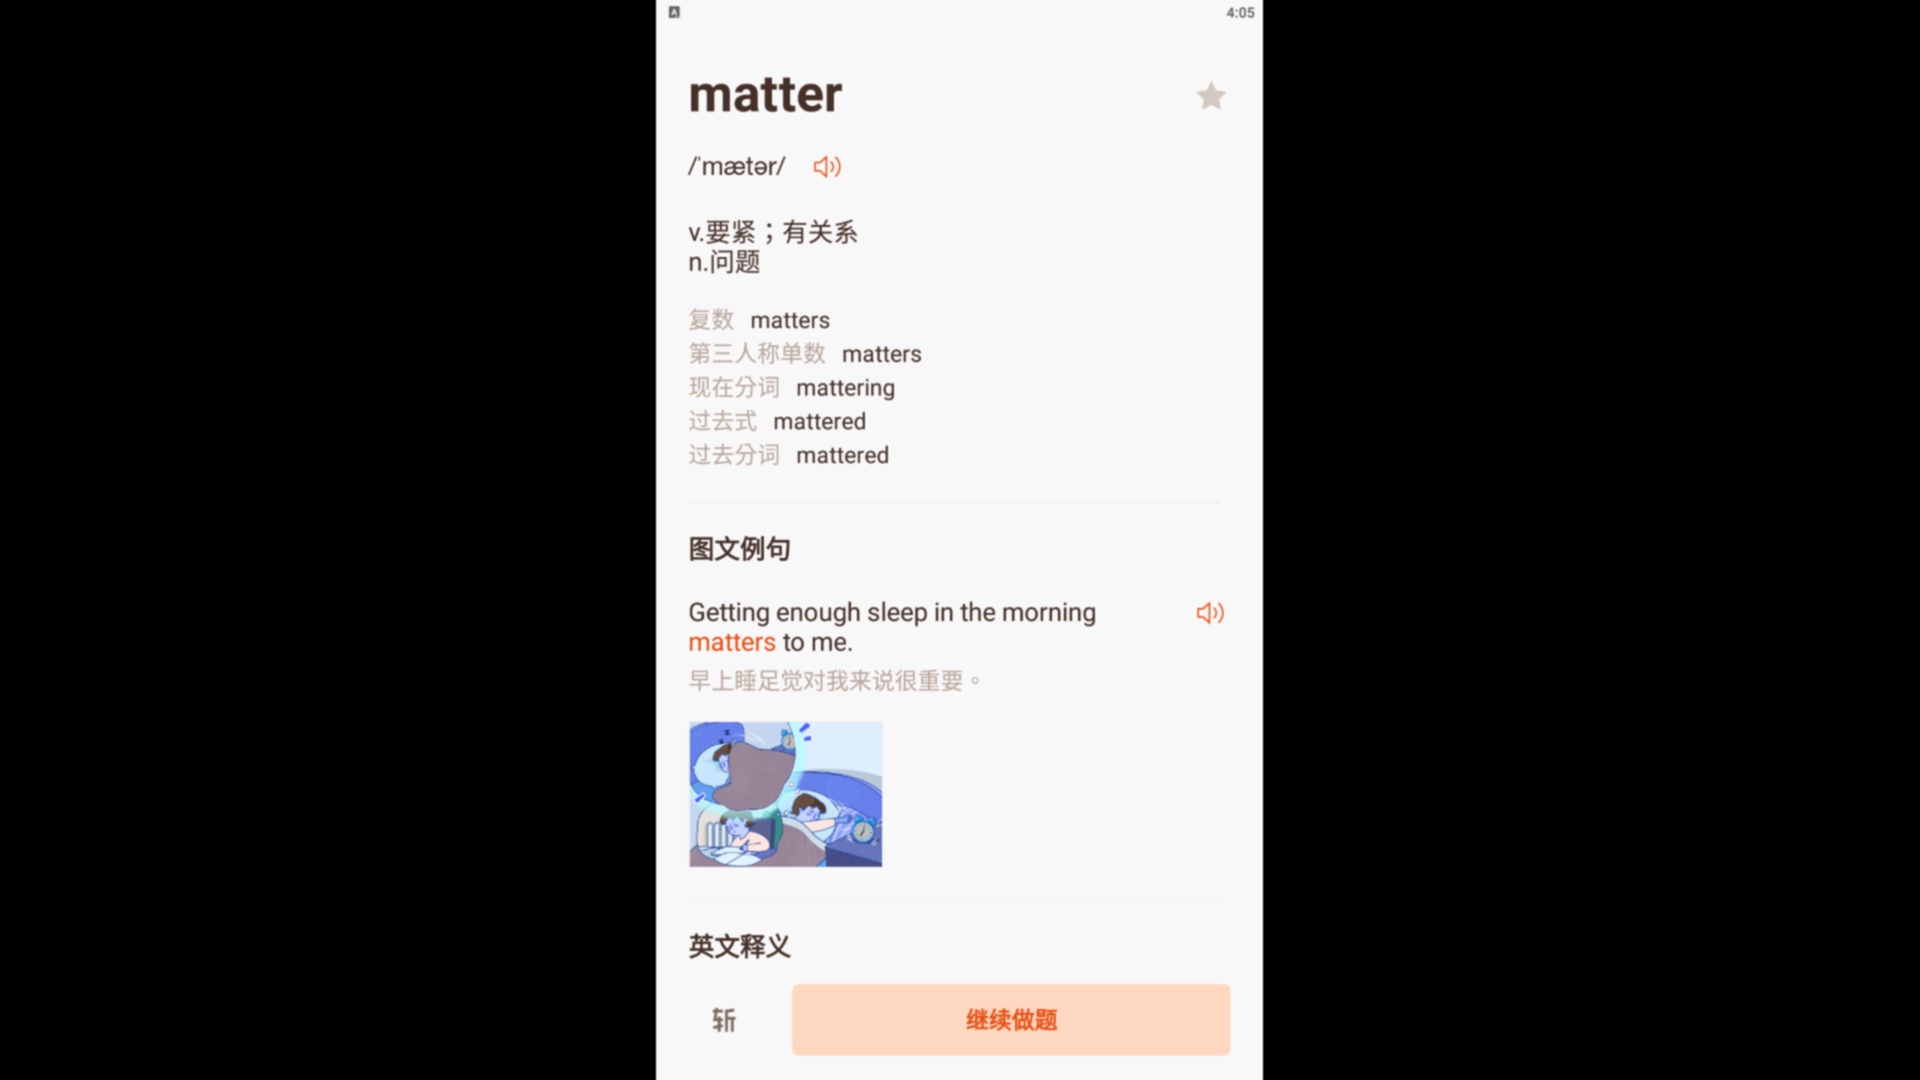 A 4:05
matter
/ˈmætər/
v.要紧；有关系
n.问题
复数 matters
第三人称单数 matters
现在分词 mattering
过去式 mattered
过去分词 mattered
图文例句
Getting enough sleep in the morning
matters to me.
早上睡足觉对我来说很重要。
英文释义
斩 继续做题